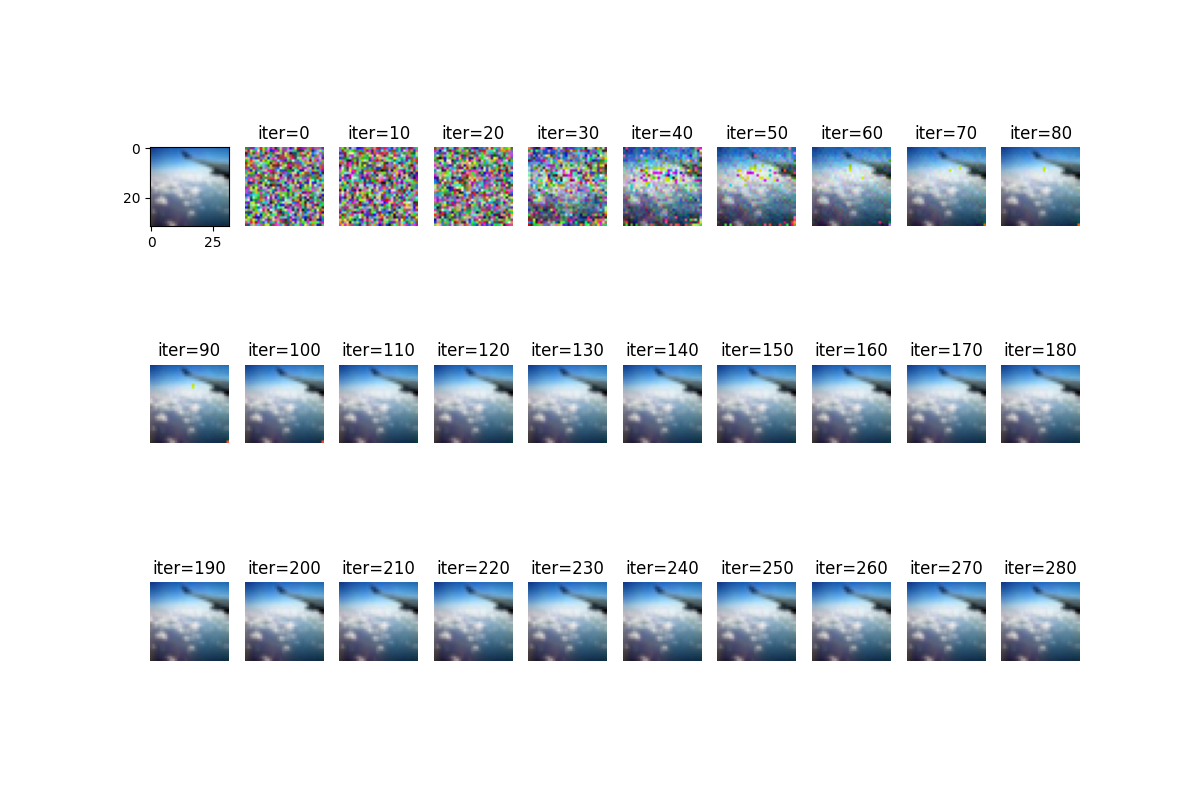 iter=0 iter=10 iter=20 iter=30 iter=40 iter=50 iter=60 iter=70 iter=80
0
20
0 25
iter=90 iter=100 iter=110 iter=120 iter=130 iter=140 iter=150 iter=160 iter=170 iter=180
iter=190 iter=200 iter=210 iter=220 iter=230 iter=240 iter=250 iter=260 iter=270 iter=280